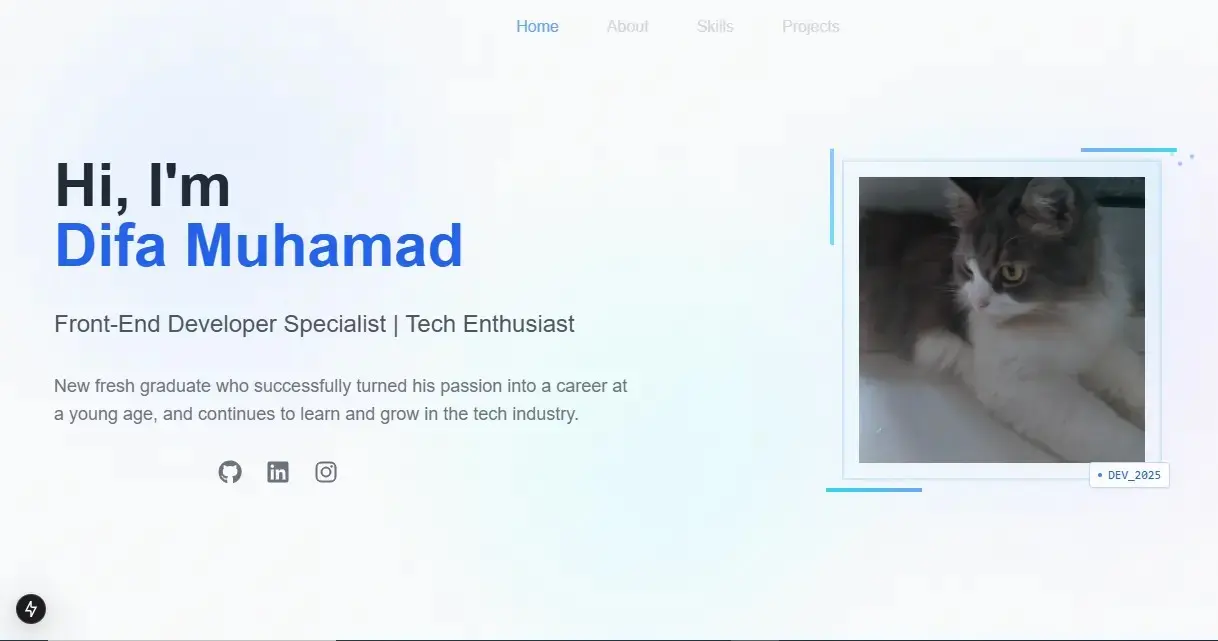 Home About Skills Projects
Hi, I'm
Difa Muhamad
Front-End Developer Specialist | Tech Enthusiast
New fresh graduate who successfully turned his passion into a career at
a young age, and continues to learn and grow in the tech industry.
in
DEV_2025